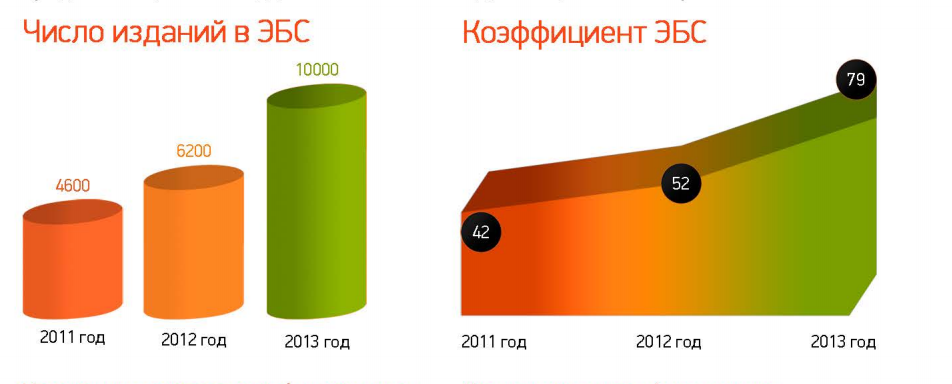 Число изданий в ЭБС
10000
6200
4600
2011 год
2012 год
2013 год
Коэффициент ЭБС
79
52
42
2011 год
2012 год
2013 год